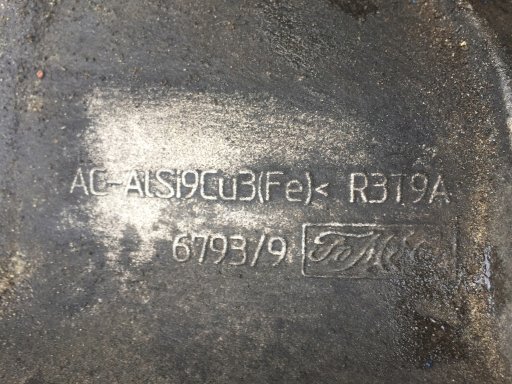 AC-AlSi9Cu3(Fe)< R3T9A
6793/9 FoMoCo